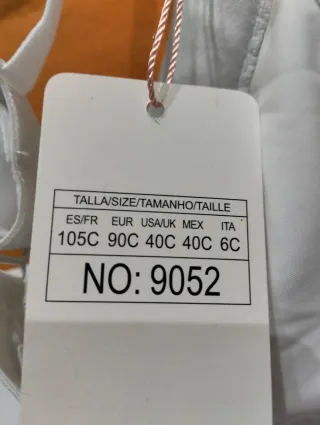 TALLA/SIZE/TAMANHO/TAILLE
ES/FR EUR USA/UK MEX ITA
105C 90C 40C 40C 6C
NO: 9052